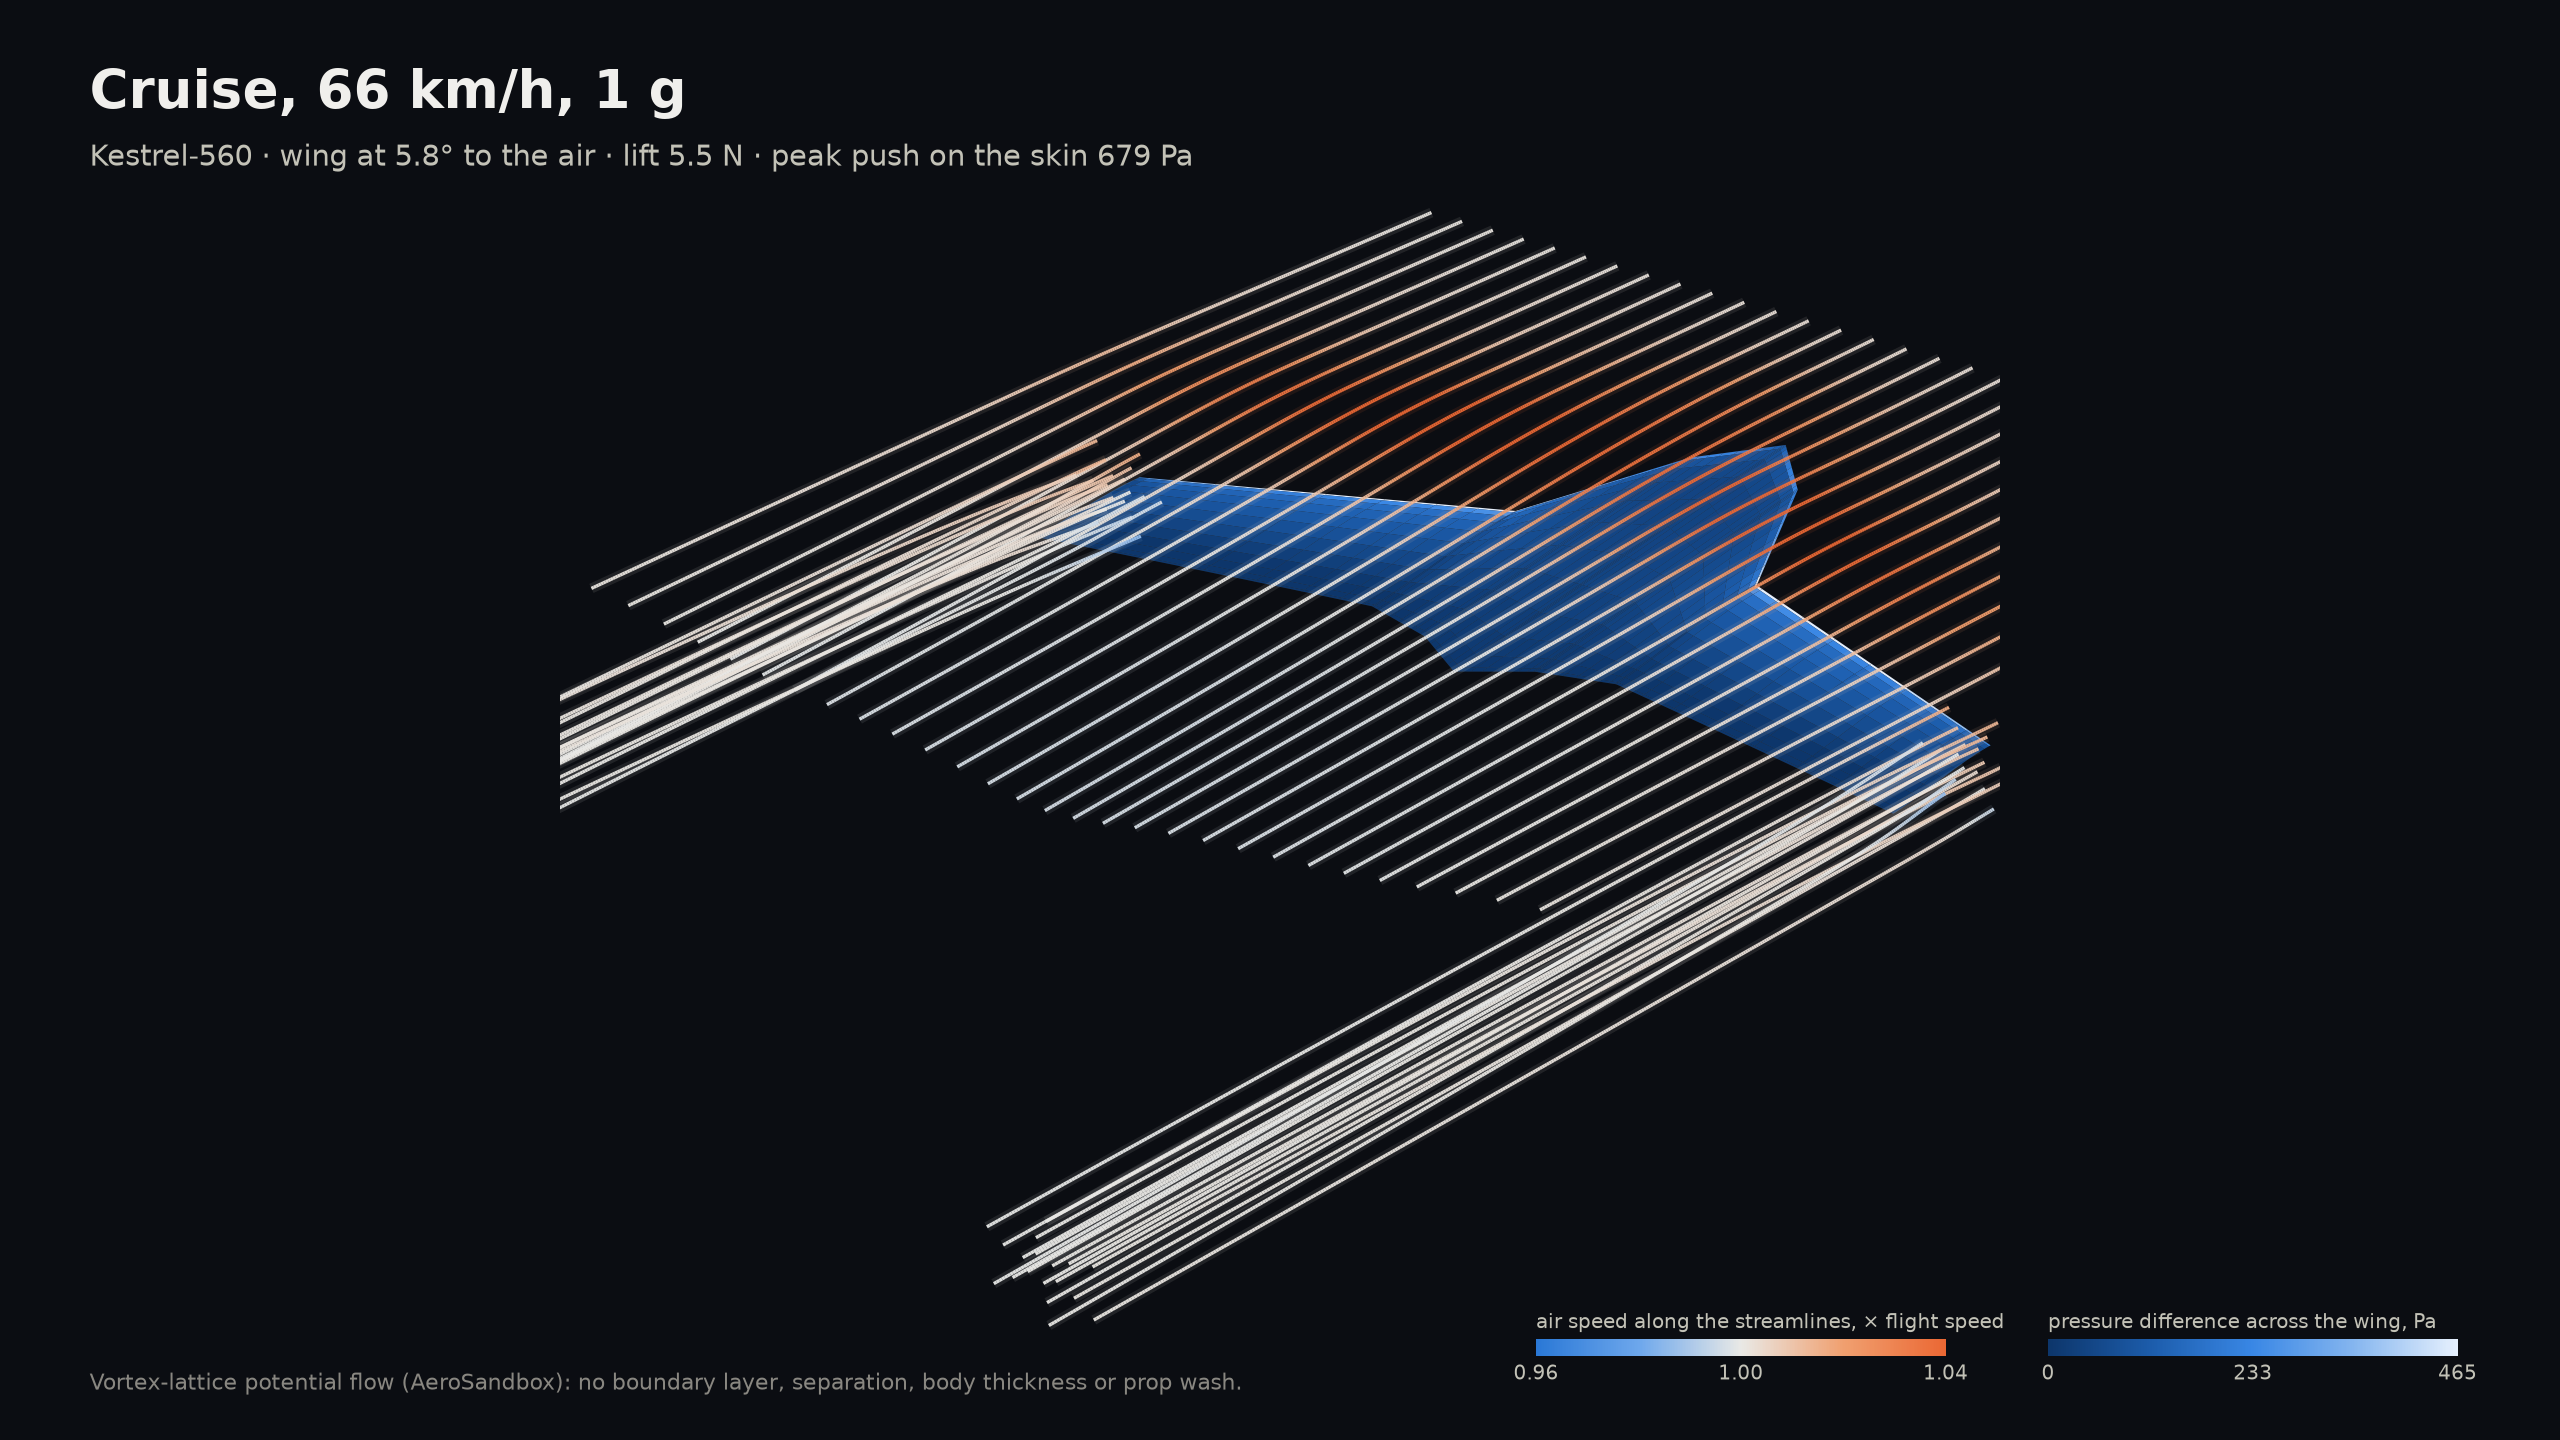 Cruise, 66 km/h, 1 g
Kestrel-560 · wing at 5.8° to the air · lift 5.5 N · peak push on the skin 679 Pa
air speed along the streamlines, × flight speed
0.96 1.00 1.04
pressure difference across the wing, Pa
0 233 465
Vortex-lattice potential flow (AeroSandbox): no boundary layer, separation, body thickness or prop wash.